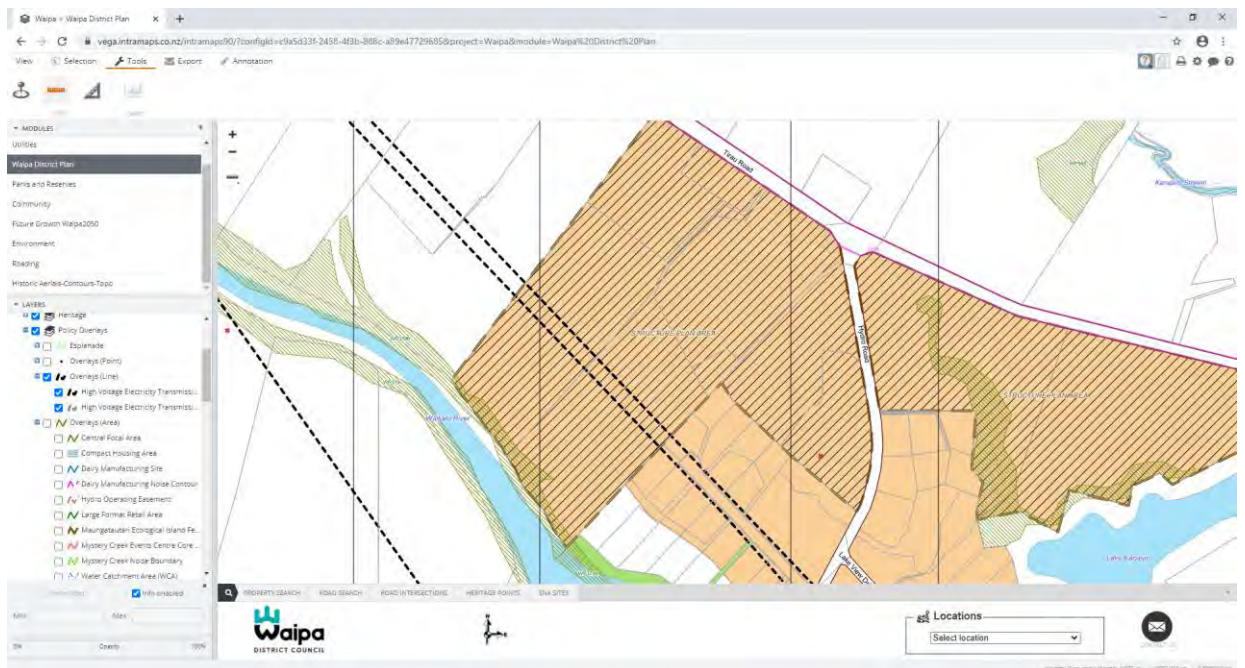 Waipa » Waipa District Plan
vega.intramaps.co.nz/intramaps90/?configId=c9a5d33f-2458-4f3b-888c-a89e47729685&project=Waipa&module=Waipa%20District%20Plan
View Selection Tools Export Annotation
MODULES
Utilities
Waipa District Plan
Parks and Reserves
Community
Future Growth Waipa2050
Environment
Roading
Historic Aerials-Contours-Topo
LAYERS
Heritage
Policy Overlays
Esplanade
Overlays (Point)
Overlays (Line)
High Voltage Electricity Transmissi...
High Voltage Electricity Transmissi...
Overlays (Area)
Central Focal Area
Compact Housing Area
Dairy Manufacturing Site
Dairy Manufacturing Noise Contour
Hydro Operating Easement
Large Format Retail Area
Maungatautari Ecological Island Fe...
Mystery Creek Events Centre Core ...
Mystery Creek Noise Boundary
Water Catchment Area (WCA)
Info enabled
Max
Opacity
100%
Tirau Road
Karapiro Stream
STRUCTURE PLAN AREA
Hydro Road
STRUCTURE PLAN AREA
Waikato River
Lake Karapiro
PROPERTY SEARCH ROAD SEARCH ROAD INTERSECTIONS HERITAGE POINTS SNA SITES
Waipa
DISTRICT COUNCIL
Locations
Select location
CONTACT US